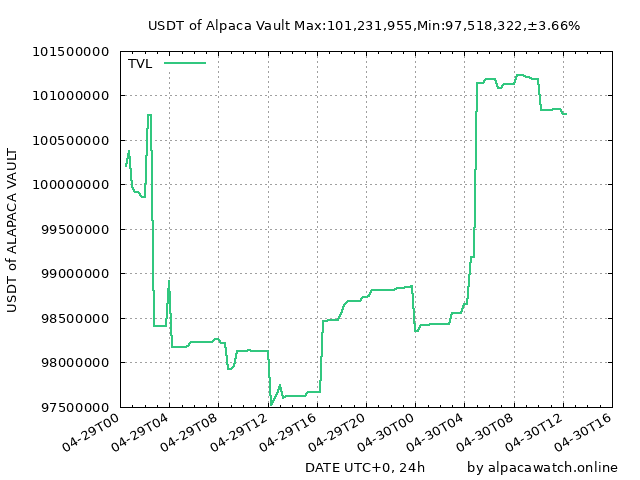 USDT of Alpaca Vault Max:101,231,955,Min:97,518,322,±3.66%
TVL
101500000
101000000
100500000
100000000
99500000
99000000
98500000
98000000
97500000
USDT of ALAPACA VAULT
04-29T00
04-29T04
04-29T08
04-29T12
04-29T16
04-29T20
04-30T00
04-30T04
04-30T08
04-30T12
04-30T16
DATE UTC+0, 24h
by alpacawatch.online